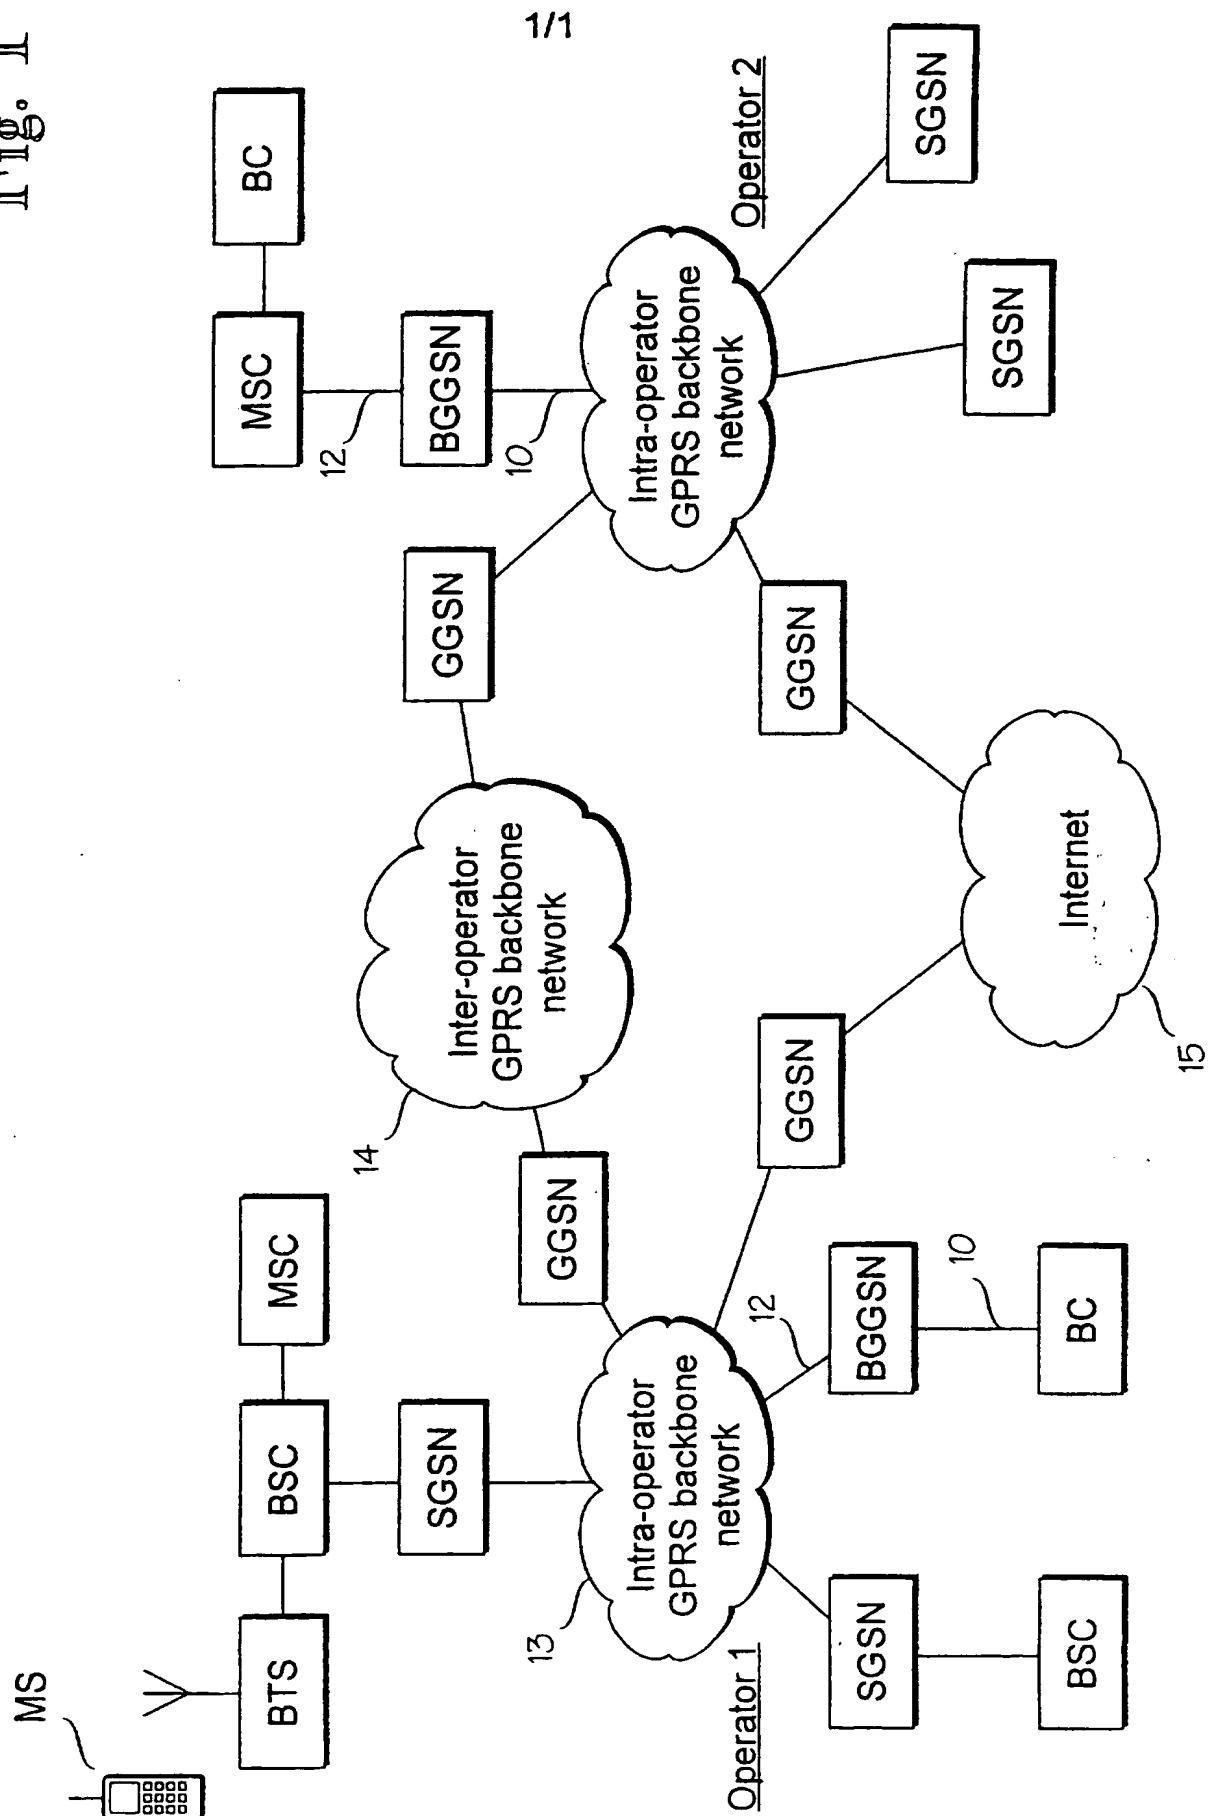 1/1
Fig. 1
MS
BTS
BSC
MSC
SGSN
14
Inter-operator
GPRS backbone
network
GGSN
GGSN
MSC
BC
12
BGGSN
10
Operator 1
13
Intra-operator
GPRS backbone
network
Intra-operator
GPRS backbone
network
Operator 2
SGSN
BSC
12
BGGSN
10
BC
GGSN
GGSN
15
Internet
SGSN
SGSN